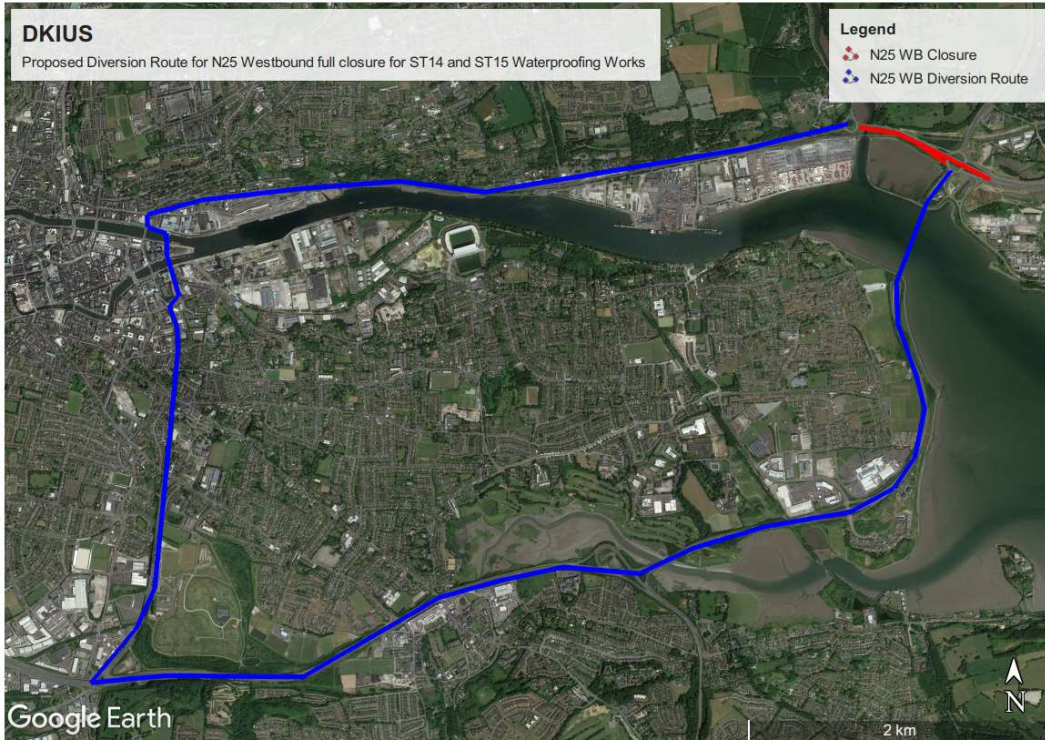 DKIUS
Proposed Diversion Route for N25 Westbound full closure for ST14 and ST15 Waterproofing Works
Legend
N25 WB Closure
N25 WB Diversion Route
N
Google Earth
2 km